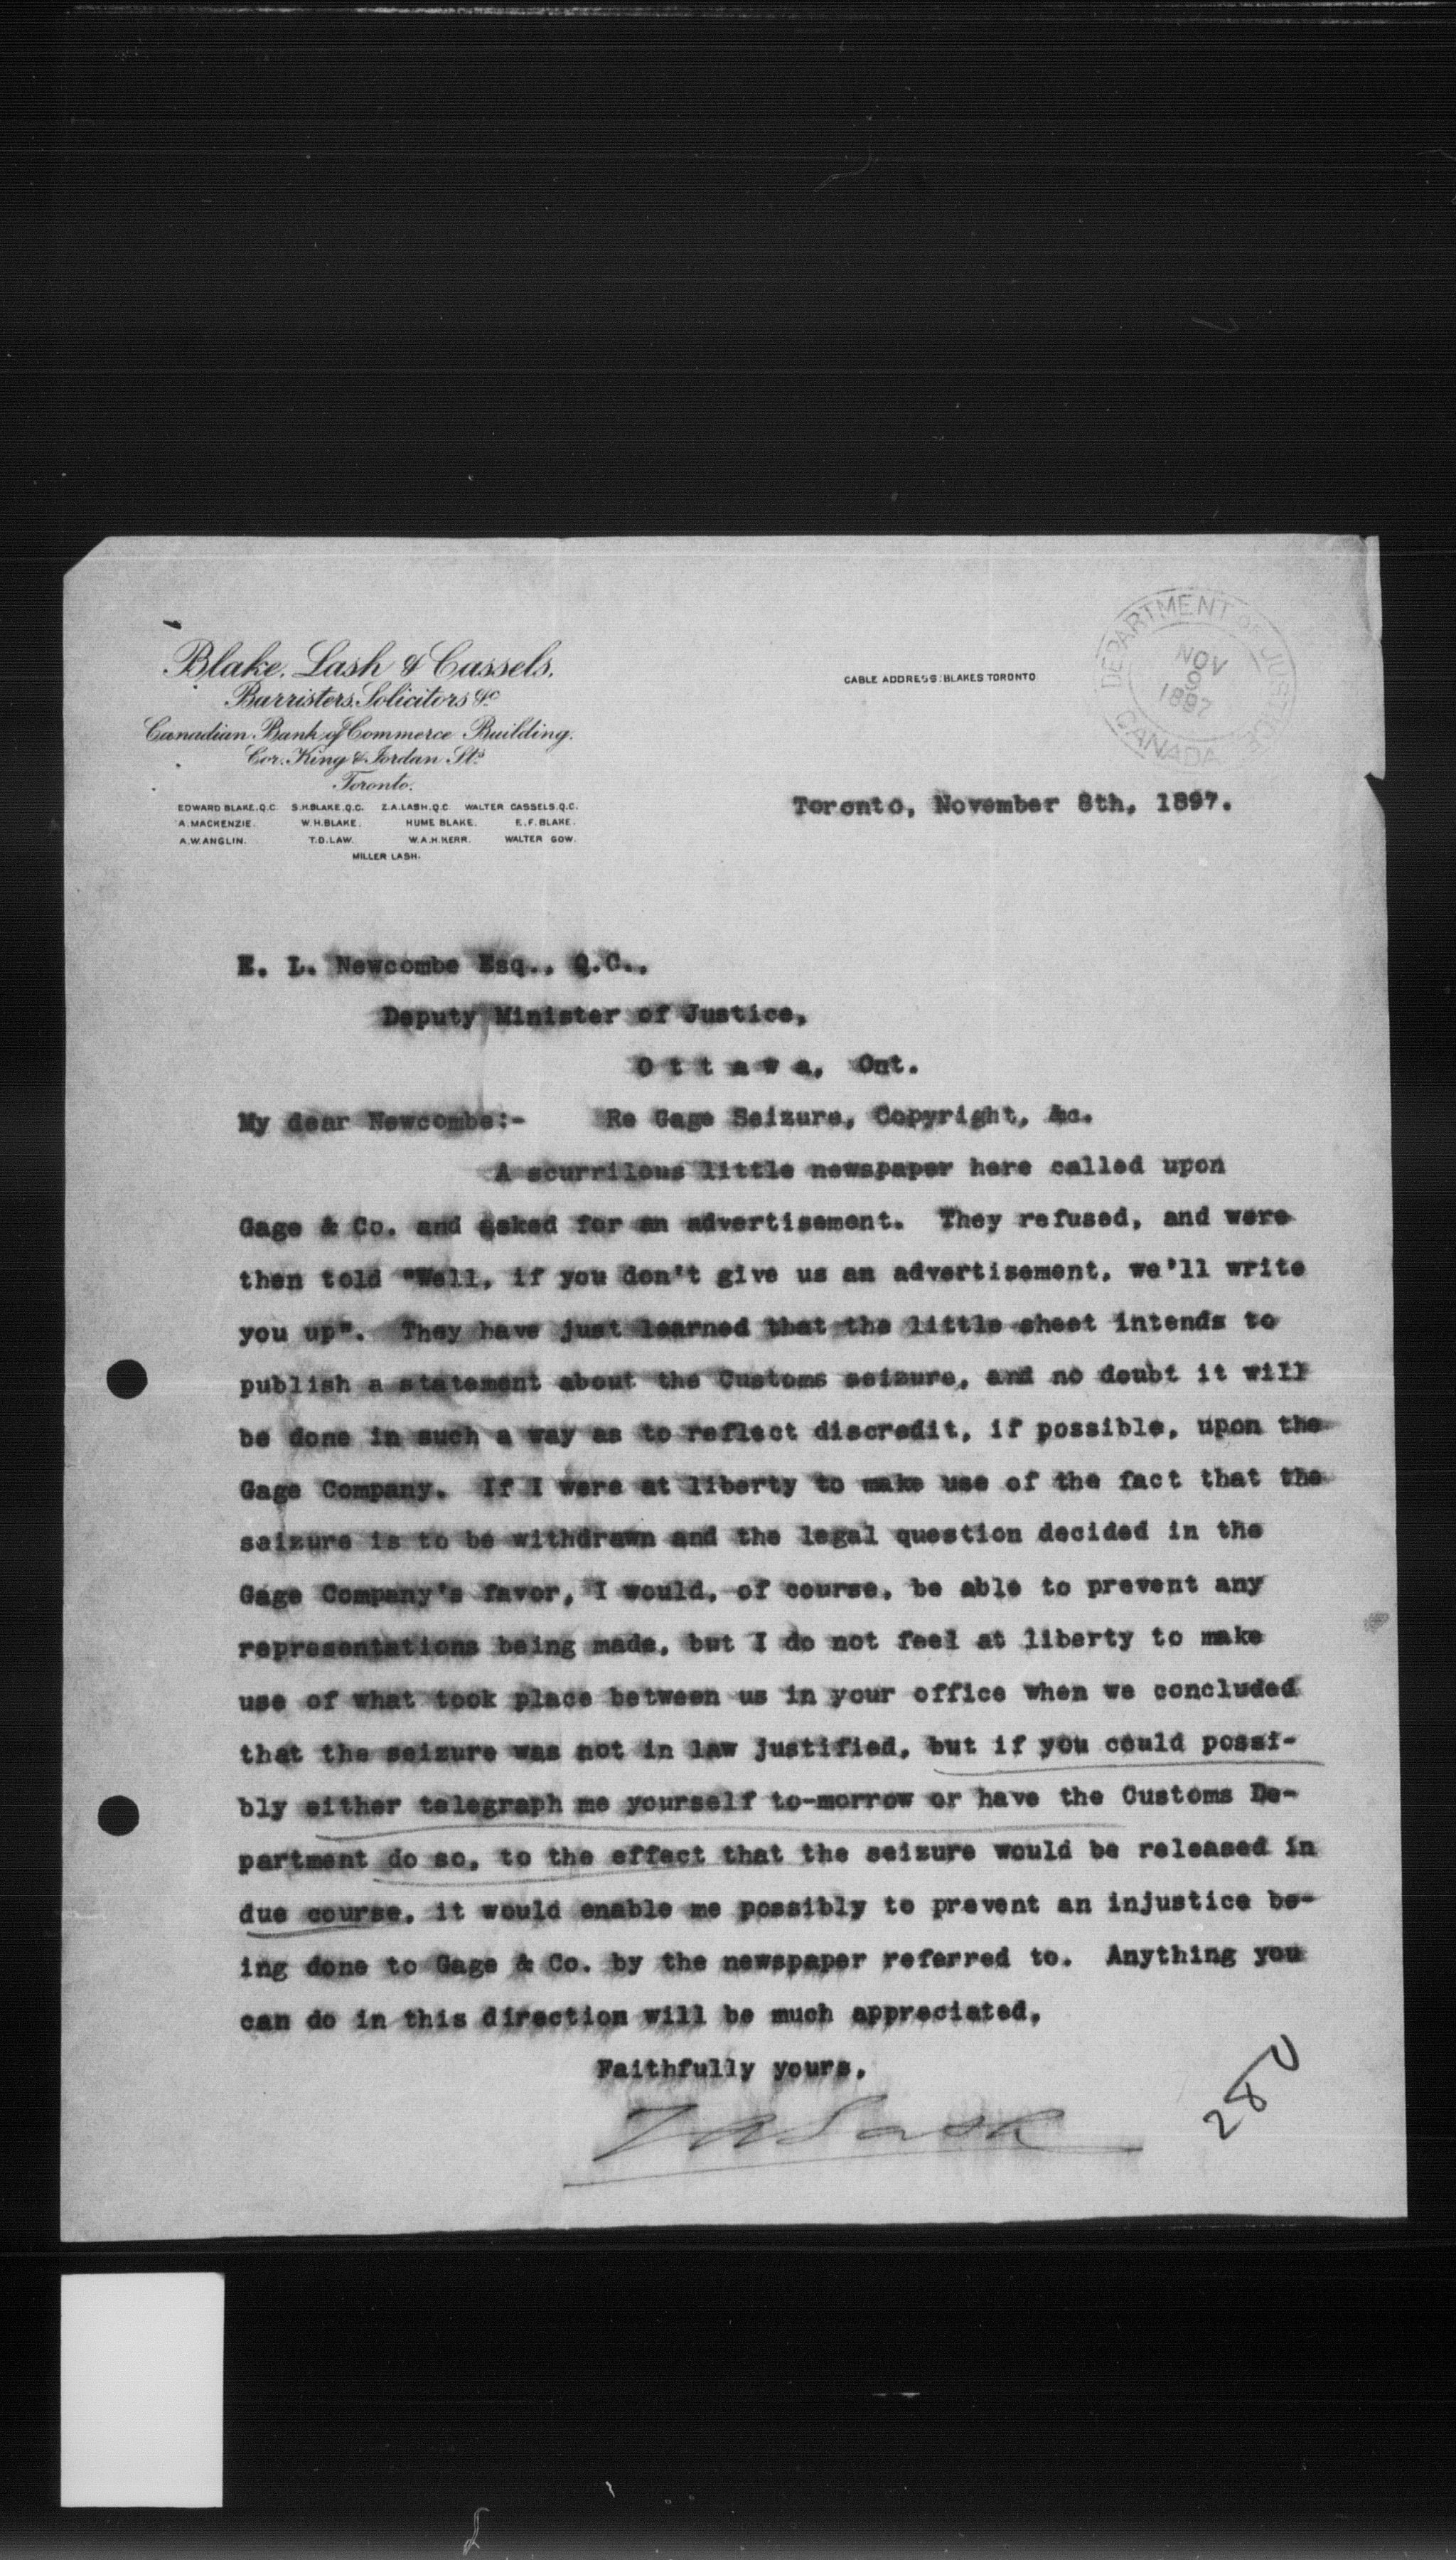 Blake, Lash & Cassels,
Barristers, Solicitors &c
Canadian Bank of Commerce Building,
Cor. King & Jordan Sts
Toronto.
EDWARD BLAKE, Q.C. S.H. BLAKE, Q.C. Z.A. LASH, Q.C. WALTER CASSELS, Q.C.
A. MACKENZIE. W.H. BLAKE. HUME BLAKE. E.F. BLAKE.
A.W. ANGLIN. T.D. LAW. W.A.H. KERR. WALTER GOW.
MILLER LASH.
CABLE ADDRESS: BLAKES TORONTO
DEPARTMENT OF JUSTICE
NOV
9
1897
CANADA
Toronto, November 8th, 1897.
E. L. Newcombe Esq., Q.C.,
Deputy Minister of Justice,
O t t a w a, Ont.
My dear Newcombe:- Re Gage Seizure, Copyright, &c.
A scurrilous little newspaper here called upon
Gage & Co. and asked for an advertisement. They refused, and were
then told "Well, if you don't give us an advertisement, we'll write
you up". They have just learned that the little sheet intends to
publish a statement about the Customs seizure, and no doubt it will
be done in such a way as to reflect discredit, if possible, upon the
Gage Company. If I were at liberty to make use of the fact that the
seizure is to be withdrawn and the legal question decided in the
Gage Company's favor, I would, of course, be able to prevent any
representations being made, but I do not feel at liberty to make
use of what took place between us in your office when we concluded
that the seizure was not in law justified, but if you could possi-
bly either telegraph me yourself to-morrow or have the Customs De-
partment do so, to the effect that the seizure would be released in
due course, it would enable me possibly to prevent an injustice be-
ing done to Gage & Co. by the newspaper referred to. Anything you
can do in this direction will be much appreciated,
Faithfully yours,
Z A Lash